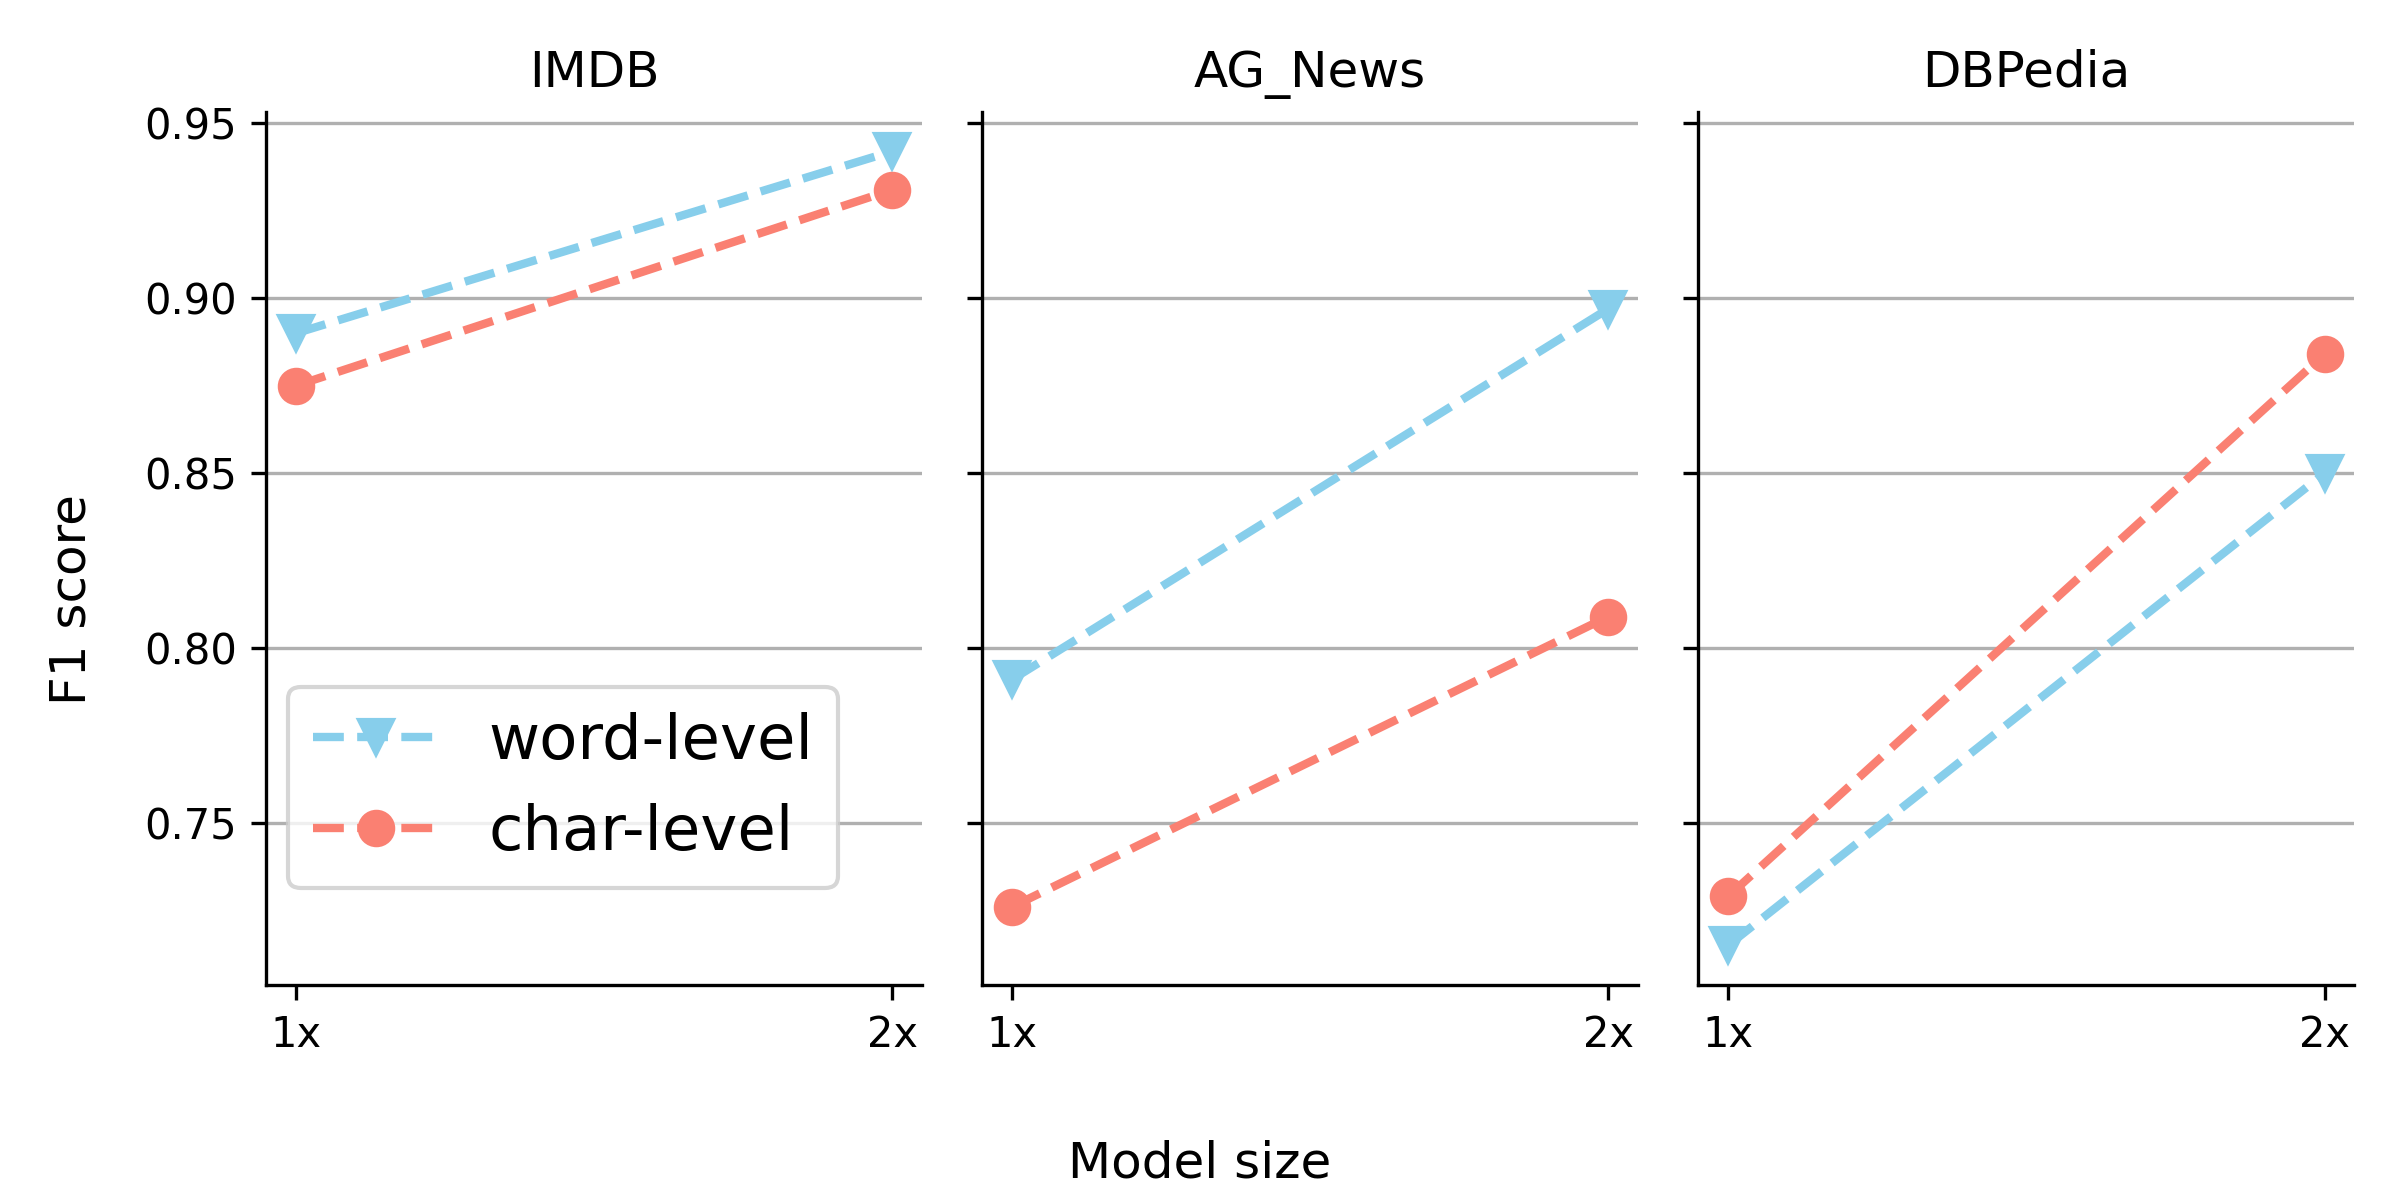 IMDB
AG_News
DBPedia
0.95
0.90
0.85
0.80
0.75
F1 score
word-level
char-level
1x
2x
1x
2x
1x
2x
Model size